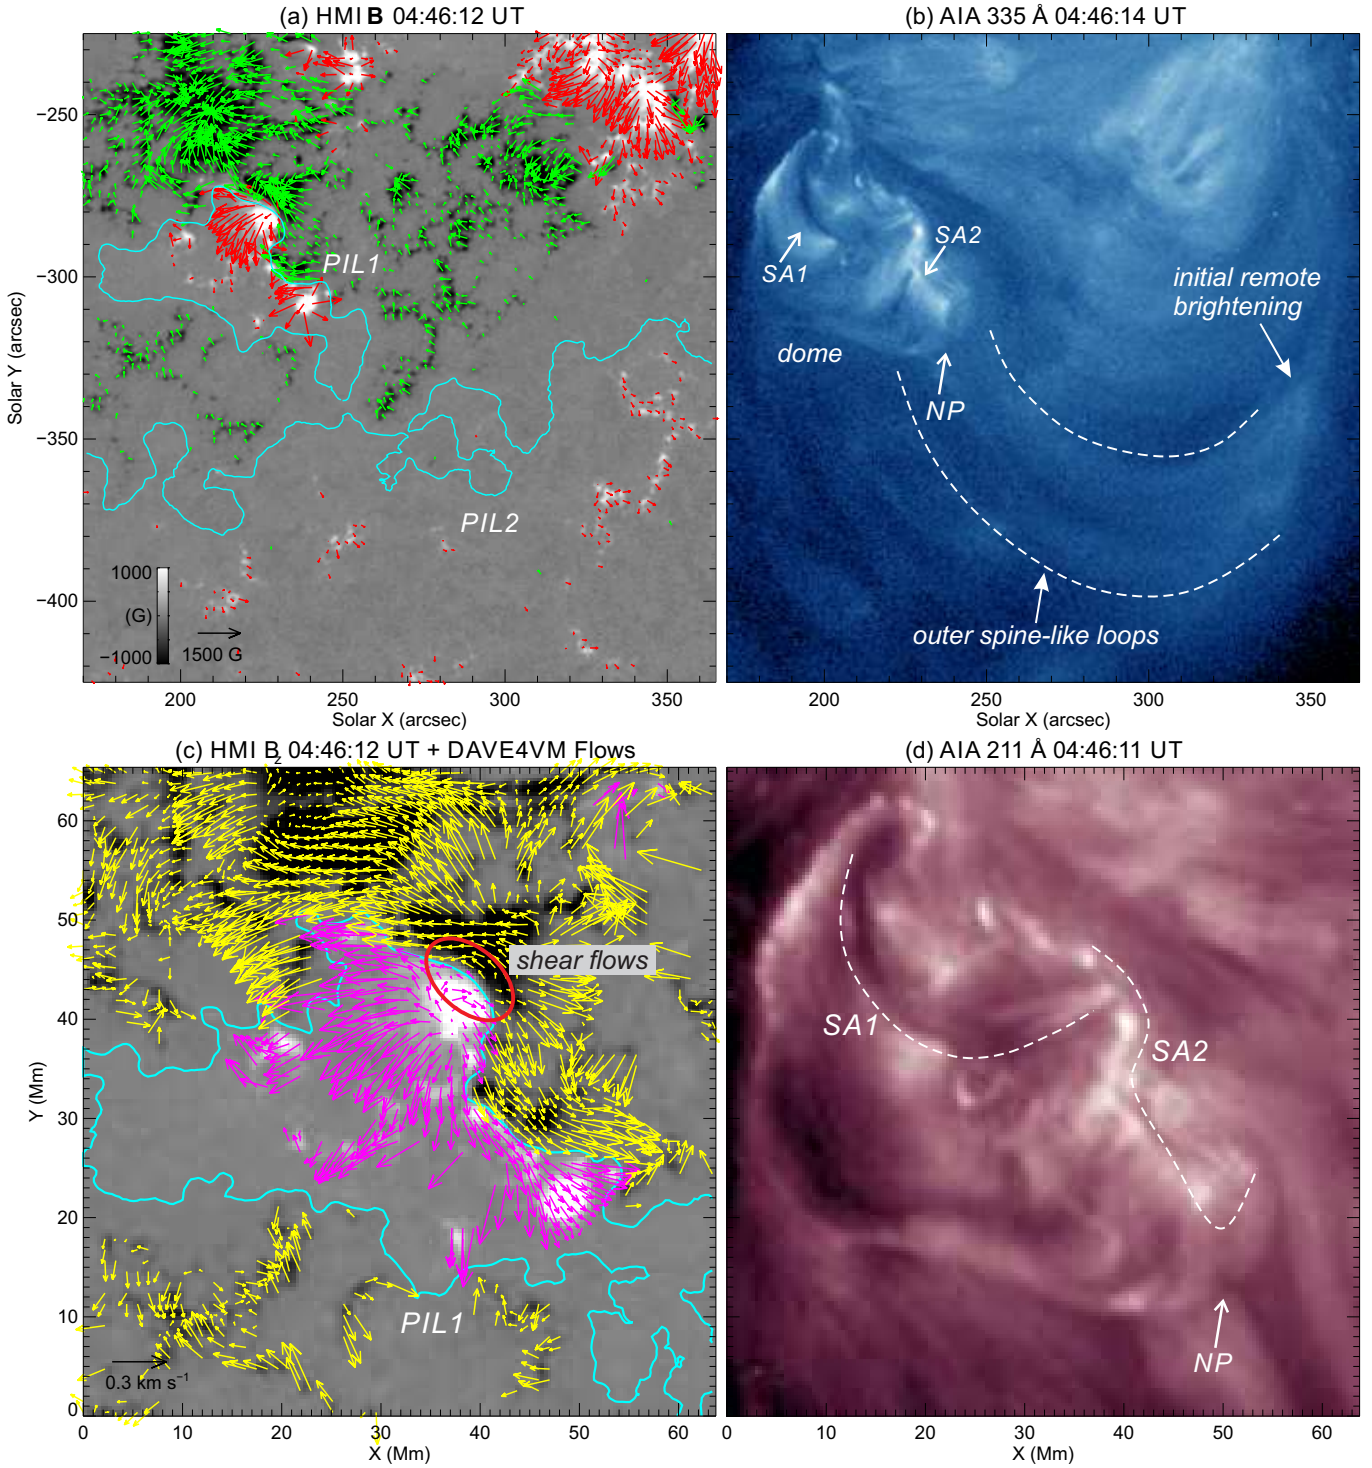 (a) HMI B 04:46:12 UT
(b) AIA 335 Å 04:46:14 UT
−250
−300
−350
−400
Solar Y (arcsec)
PIL1
PIL2
1000
(G)
−1000
1500 G
200
250
300
350
Solar X (arcsec)
SA1
SA2
initial remote
brightening
dome
NP
outer spine-like loops
200
250
300
350
Solar X (arcsec)
(c) HMI Bz 04:46:12 UT + DAVE4VM Flows
(d) AIA 211 Å 04:46:11 UT
60
50
40
30
20
10
0
Y (Mm)
shear flows
PIL1
0.3 km s−1
0
10
20
30
40
50
60
X (Mm)
SA1
SA2
NP
0
10
20
30
40
50
60
X (Mm)